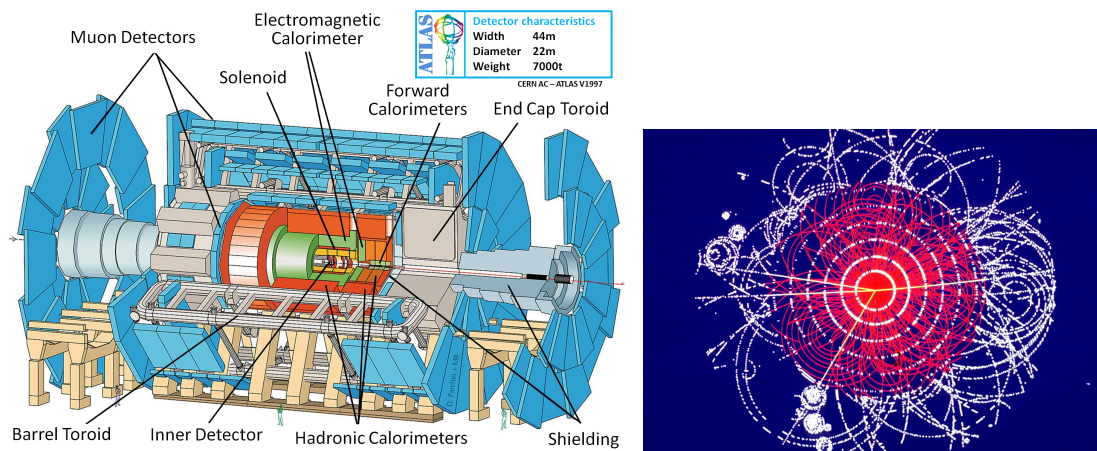 Muon Detectors
Electromagnetic
Calorimeter
Solenoid
ATLAS
Detector characteristics
Width 44m
Diameter 22m
Weight 7000t
CERN AC – ATLAS V1997
Forward
Calorimeters
End Cap Toroid
Barrel Toroid
Inner Detector
Hadronic Calorimeters
Shielding